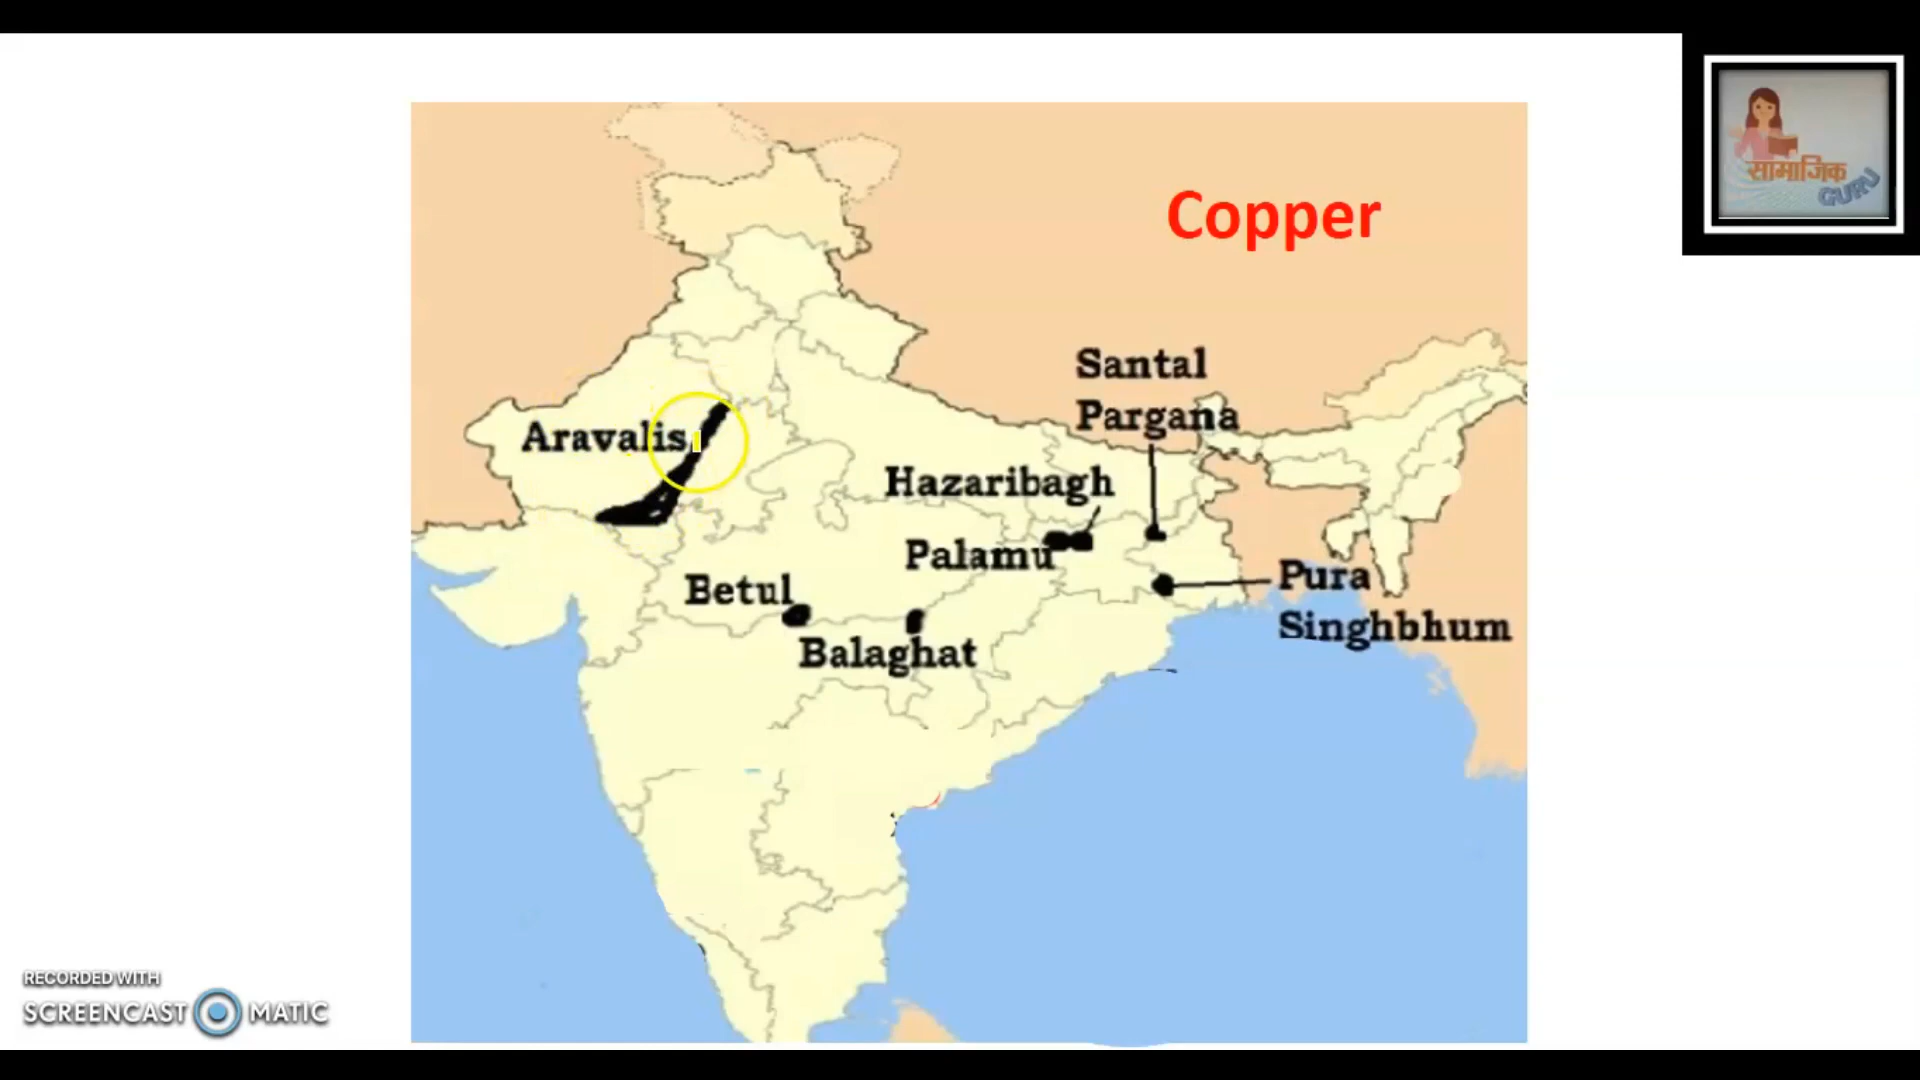 सामाजिक
GURU
Copper
Santal
Pargana
Aravalis
Hazaribagh
Palamu
Betul
Balaghat
Pura
Singhbhum
RECORDED WITH
SCREENCAST MATIC